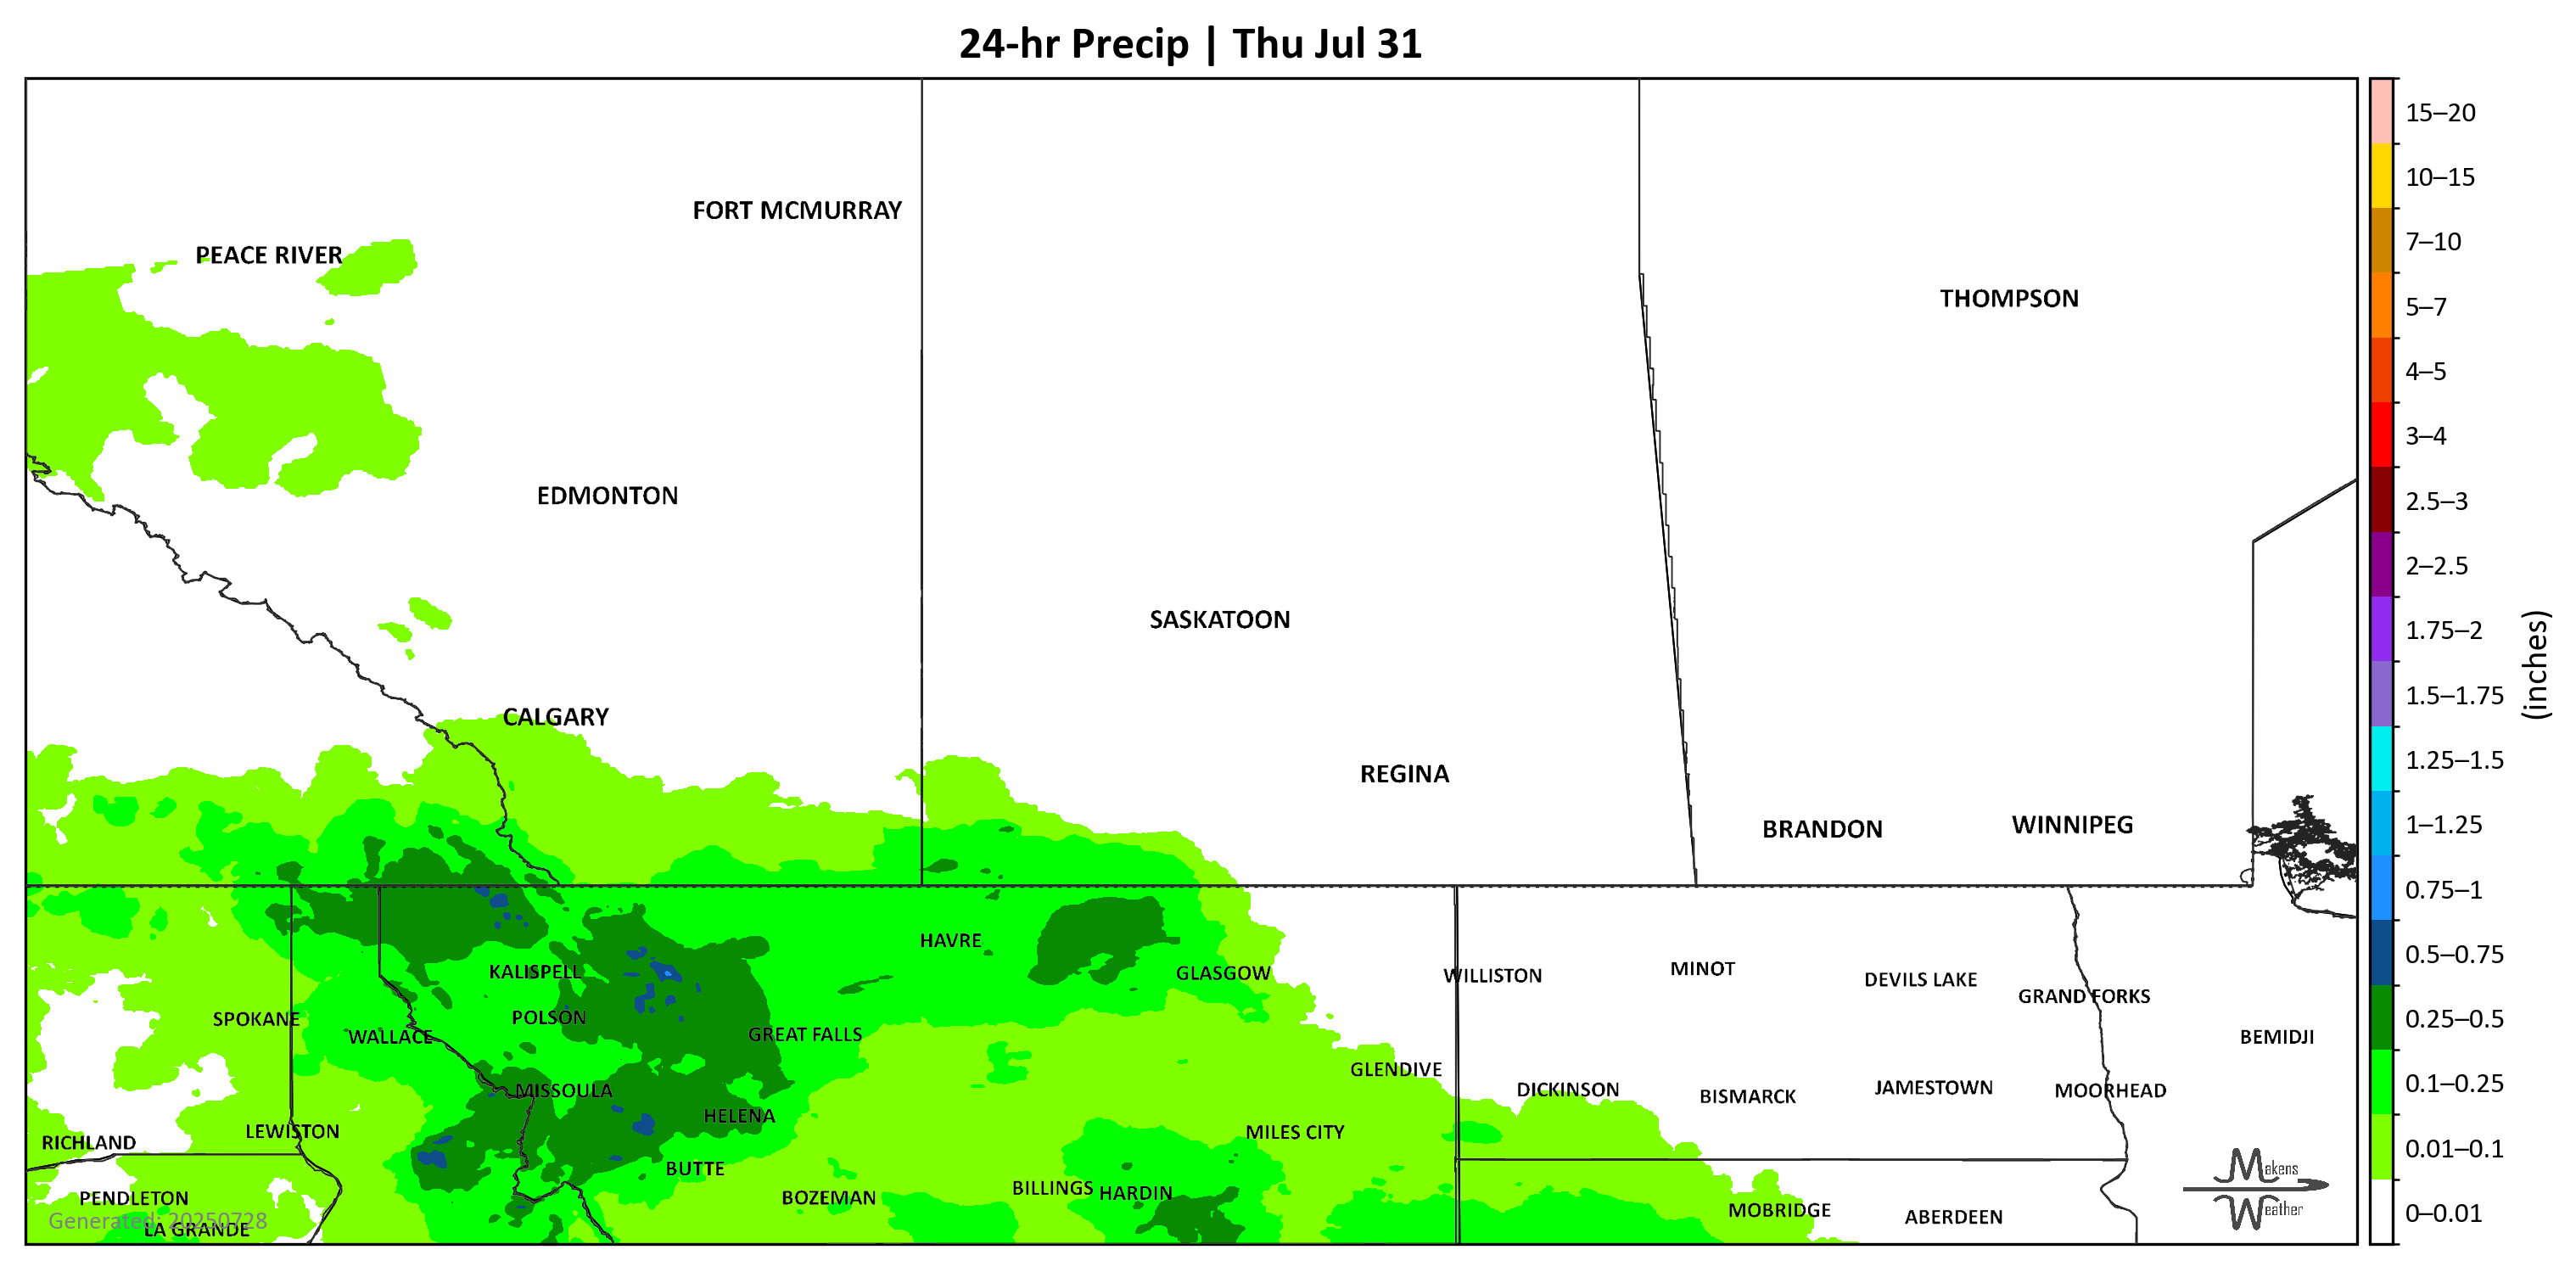 24-hr Precip | Thu Jul 31
FORT MCMURRAY
PEACE RIVER
THOMPSON
EDMONTON
SASKATOON
CALGARY
REGINA
BRANDON
WINNIPEG
HAVRE
KALISPELL
GLASGOW
WILLISTON
MINOT
DEVILS LAKE
GRAND FORKS
SPOKANE
POLSON
WALLACE
GREAT FALLS
BEMIDJI
GLENDIVE
MISSOULA
DICKINSON
BISMARCK
JAMESTOWN
MOORHEAD
HELENA
LEWISTON
MILES CITY
RICHLAND
BUTTE
PENDLETON
BOZEMAN
BILLINGS
HARDIN
MOBRIDGE
ABERDEEN
Generated: 20250728
LA GRANDE
Makens
Weather
15–20
10–15
7–10
5–7
4–5
3–4
2.5–3
2–2.5
1.75–2
1.5–1.75
1.25–1.5
1–1.25
0.75–1
0.5–0.75
0.25–0.5
0.1–0.25
0.01–0.1
0–0.01
(inches)